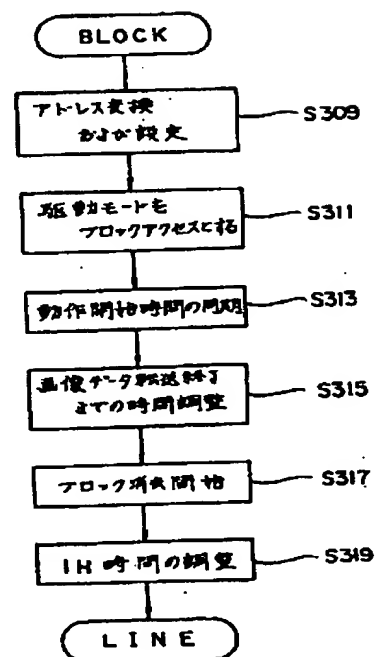 BLOCK
アドレス変換
および設定
S309
駆動モードを
ブロックアクセスにする
S311
動作開始時間の同期
S313
画像データ転送終了
までの時間調整
S315
ブロック消去開始
S317
1H 時間の調整
S319
LINE